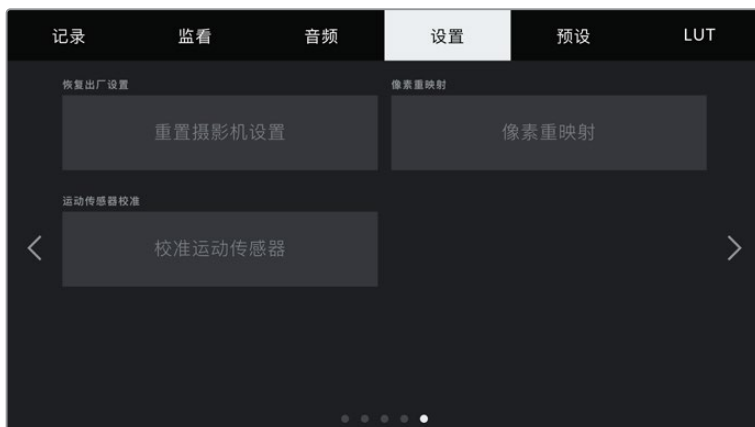 记录 监看 音频 设置 预设 LUT
恢复出厂设置 像素重映射
重置摄影机设置 像素重映射
运动传感器校准
校准运动传感器